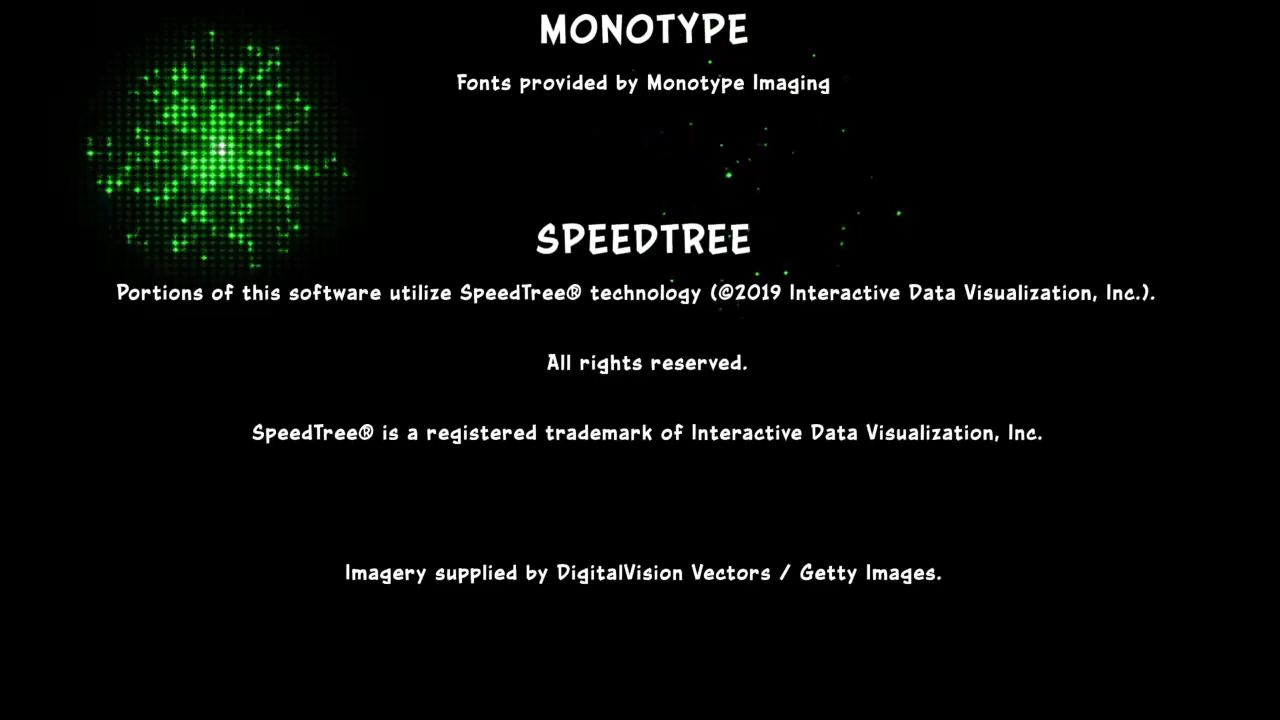 MONOTYPE
Fonts provided by Monotype Imaging
SPEEDTREE
Portions of this software utilize SpeedTree® technology (©2019 Interactive Data Visualization, Inc.).
All rights reserved.
SpeedTree® is a registered trademark of Interactive Data Visualization, Inc.
Imagery supplied by DigitalVision Vectors / Getty Images.